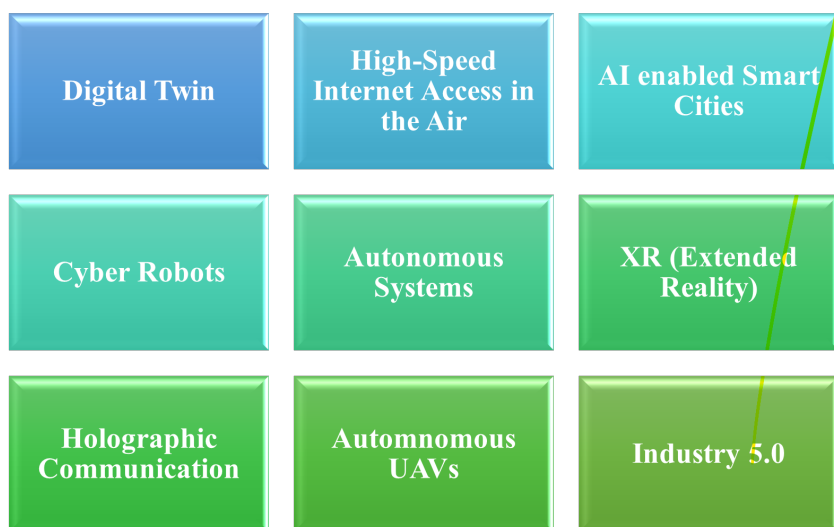 Digital Twin
High-Speed
Internet Access in
the Air
AI enabled Smart
Cities
Cyber Robots
Autonomous
Systems
XR (Extended
Reality)
Holographic
Communication
Automnomous
UAVs
Industry 5.0